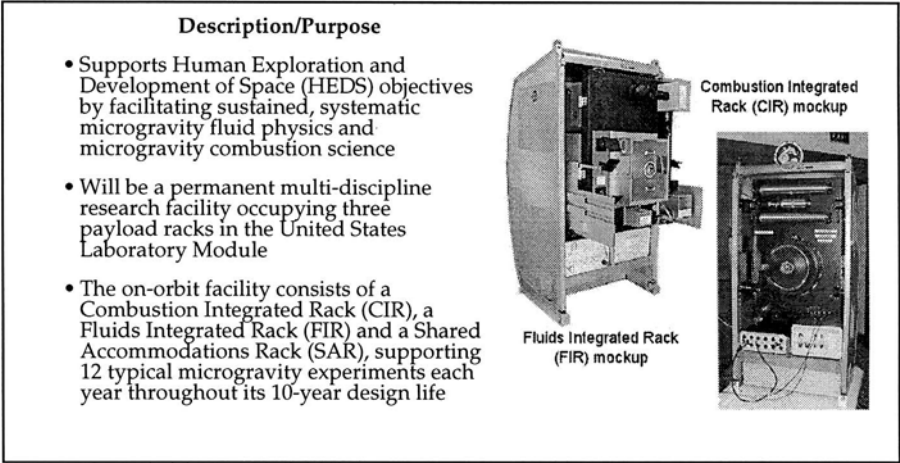 Description/Purpose
• Supports Human Exploration and
Development of Space (HEDS) objectives
by facilitating sustained, systematic
microgravity fluid physics and
microgravity combustion science
• Will be a permanent multi-discipline
research facility occupying three
payload racks in the United States
Laboratory Module
• The on-orbit facility consists of a
Combustion Integrated Rack (CIR), a
Fluids Integrated Rack (FIR) and a Shared
Accommodations Rack (SAR), supporting
12 typical microgravity experiments each
year throughout its 10-year design life
Combustion Integrated
Rack (CIR) mockup
Fluids Integrated Rack
(FIR) mockup